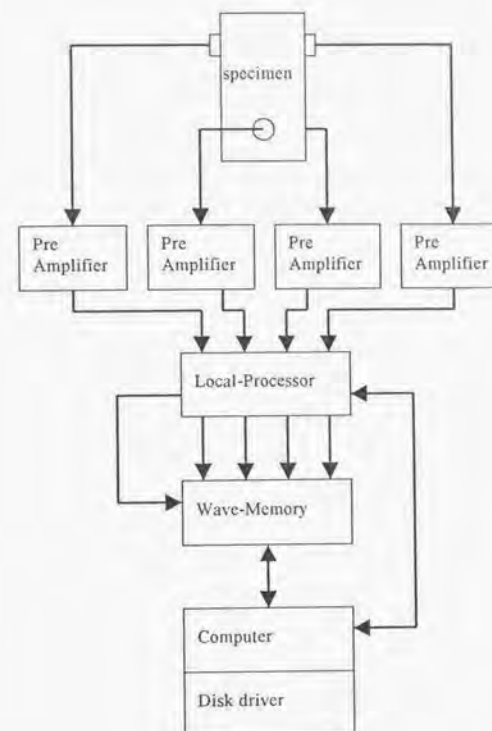 specimen
Pre
Amplifier
Pre
Amplifier
Pre
Amplifier
Pre
Amplifier
Local-Processor
Wave-Memory
Computer
Disk driver